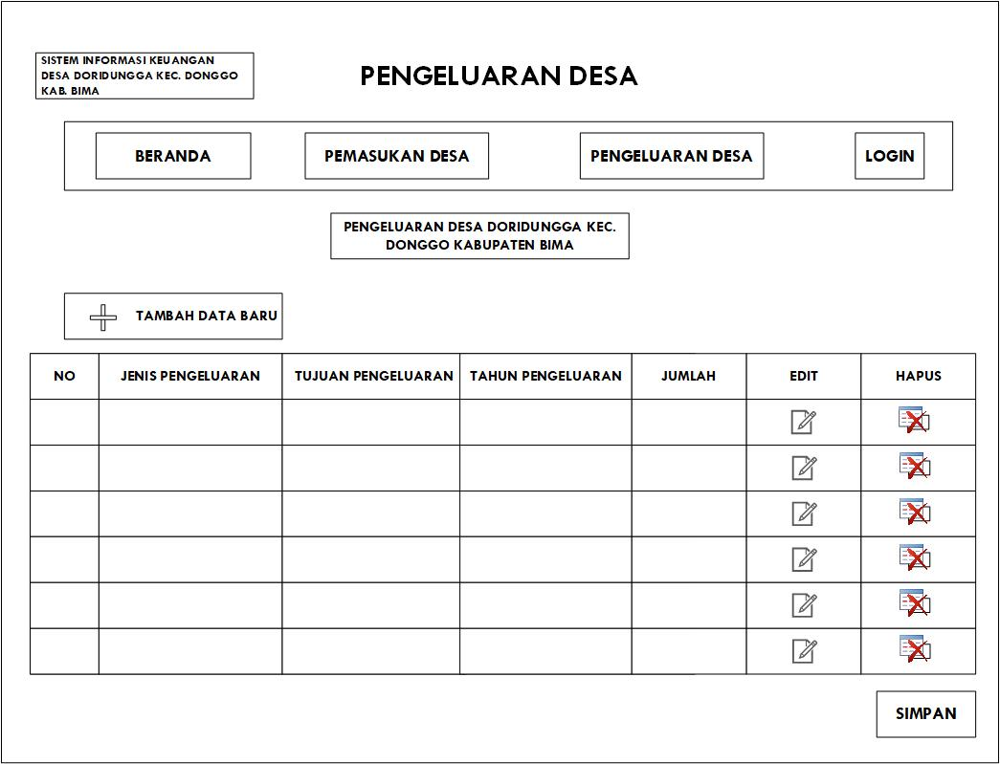 SISTEM INFORMASI KEUANGAN
DESA DORIDUNGGA KEC. DONGGO
KAB. BIMA
PENGELUARAN DESA
BERANDA
PEMASUKAN DESA
PENGELUARAN DESA
LOGIN
PENGELUARAN DESA DORIDUNGGA KEC.
DONGGO KABUPATEN BIMA
TAMBAH DATA BARU
NO
JENIS PENGELUARAN
TUJUAN PENGELUARAN
TAHUN PENGELUARAN
JUMLAH
EDIT
HAPUS
SIMPAN